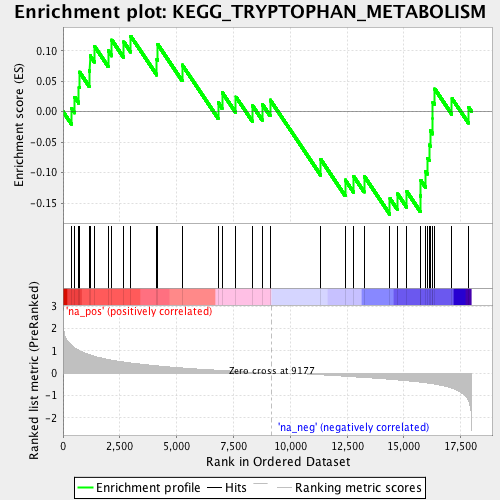 Enrichment plot: KEGG_TRYPTOPHAN_METABOLISM
Enrichment score (ES)
0.10
0.05
0.00
-0.05
-0.10
-0.15
'na_pos' (positively correlated)
Ranked list metric (PreRanked)
3
2
1
0
-1
-2
Zero cross at 9177
'na_neg' (negatively correlated)
0
2,500
5,000
7,500
10,000
12,500
15,000
17,500
Rank in Ordered Dataset
Enrichment profile
Hits
Ranking metric scores